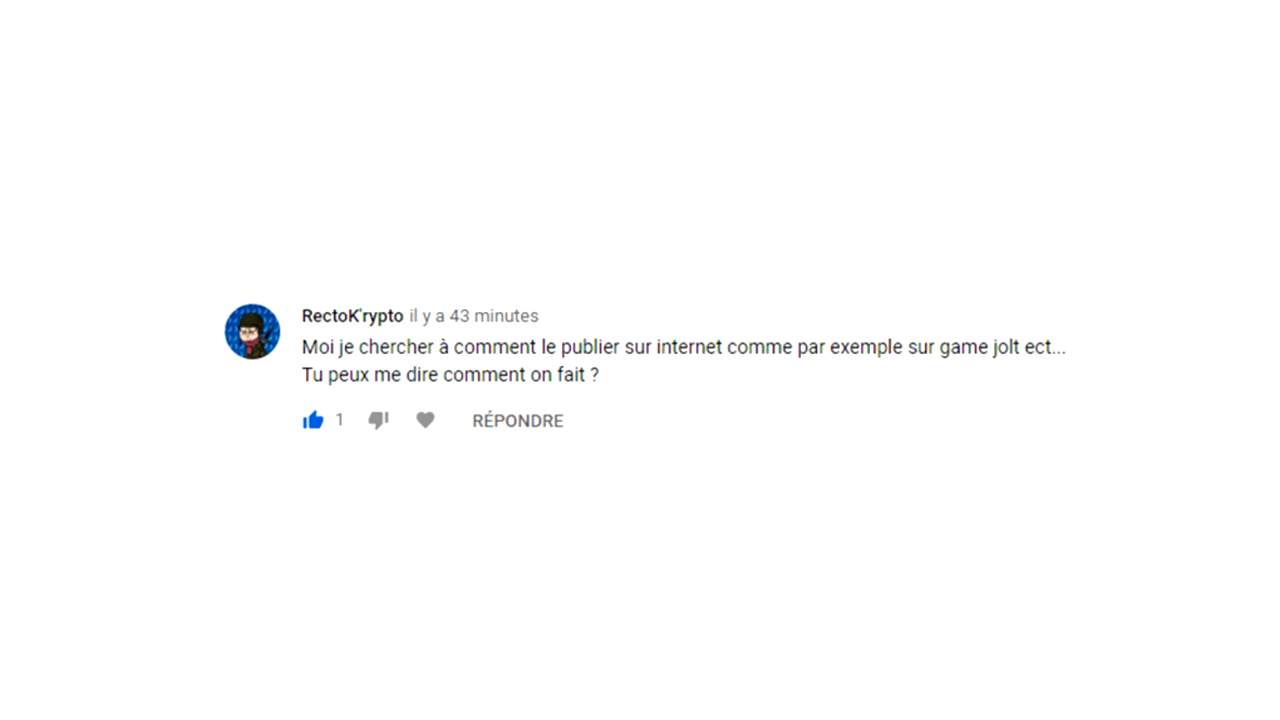 RectoK'rypto il y a 43 minutes
Moi je chercher à comment le publier sur internet comme par exemple sur game jolt ect...
Tu peux me dire comment on fait ?
1 RÉPONDRE